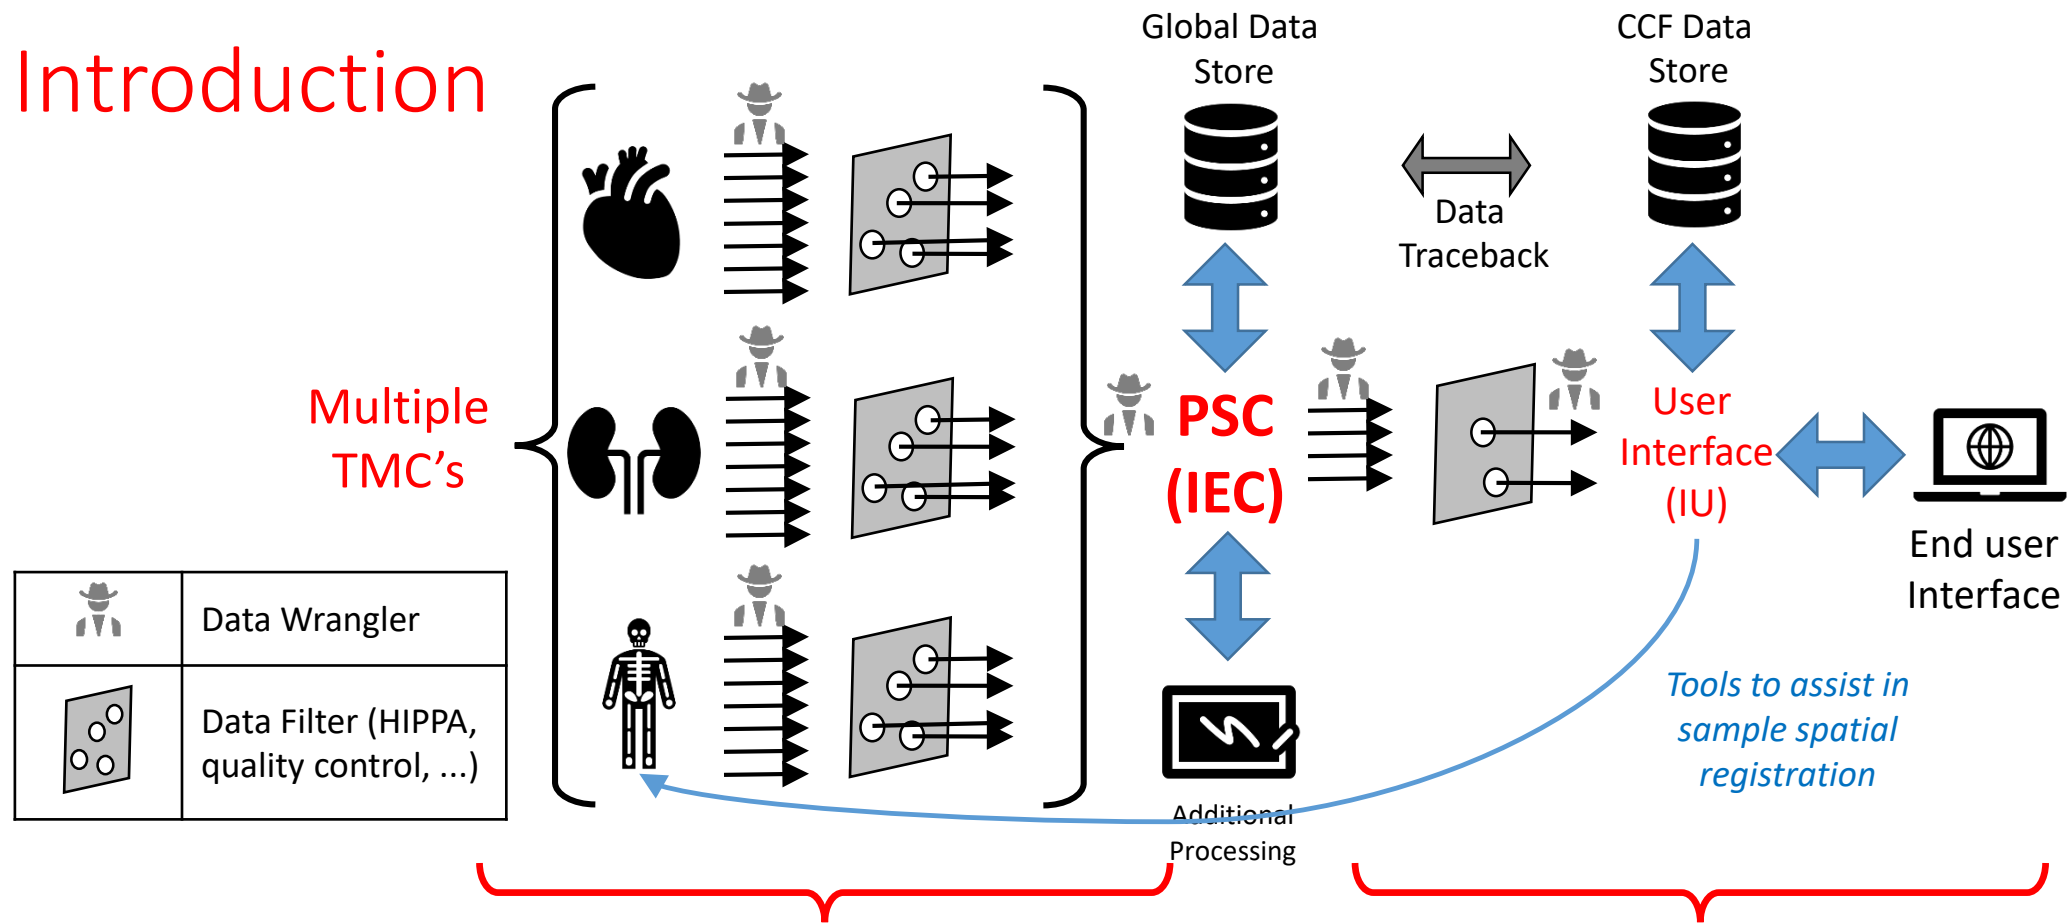 Introduction
Global Data
Store
CCF Data
Store
Data
Traceback
Multiple
TMC's
PSC
(IEC)
User
Interface
(IU)
End user
Interface
Data Wrangler
Data Filter (HIPPA,
quality control, ...)
Tools to assist in
sample spatial
registration
Additional
Processing